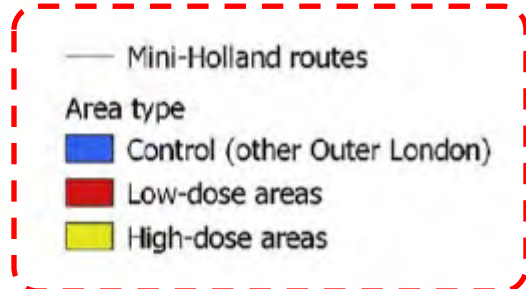 Mini-Holland routes
Area type
Control (other Outer London)
Low-dose areas
High-dose areas